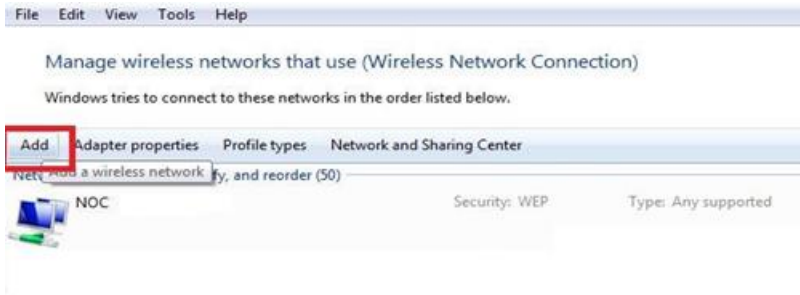 File Edit View Tools Help
Manage wireless networks that use (Wireless Network Connection)
Windows tries to connect to these networks in the order listed below.
Add Adapter properties Profile types Network and Sharing Center
Add a wireless network fy, and reorder (50)
NOC Security: WEP Type: Any supported